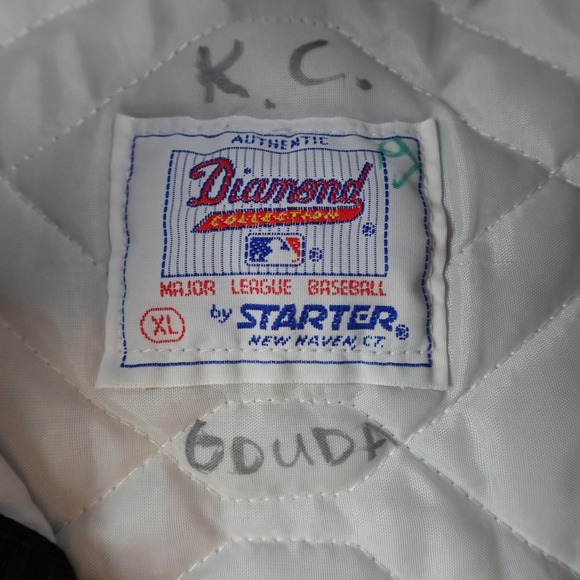 K.C.
AUTHENTIC
Diamond
COLLECTION
MAJOR LEAGUE BASEBALL
XL
by STARTER®
NEW HAVEN, CT.
GOUDA